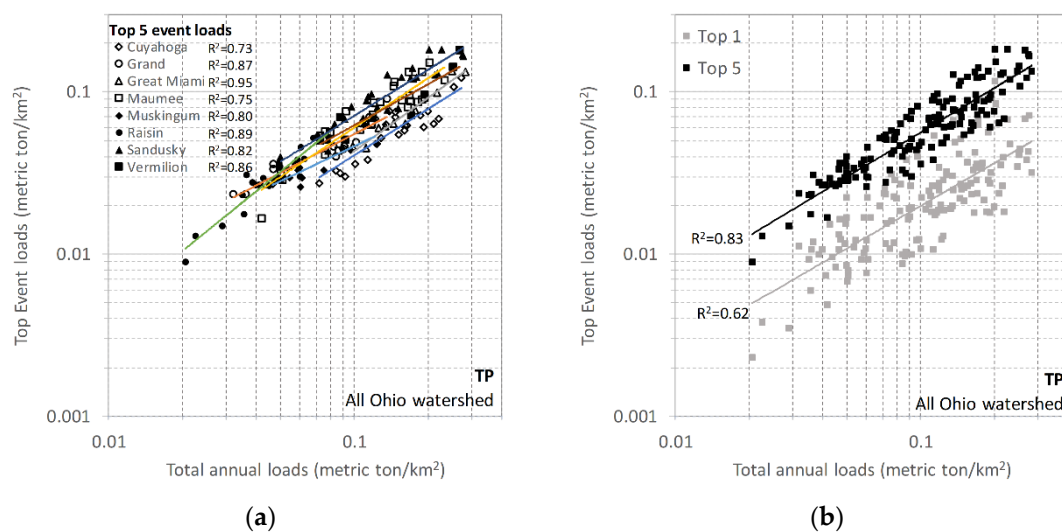 Top 5 event loads
Cuyahoga R²=0.73
Grand R²=0.87
Great Miami R²=0.95
Maumee R²=0.75
Muskingum R²=0.80
Raisin R²=0.89
Sandusky R²=0.82
Vermilion R²=0.86
0.1
0.01
0.001
Top Event loads (metric ton/km²)
TP
All Ohio watershed
0.01
0.1
Total annual loads (metric ton/km²)
(a)
Top 1
Top 5
0.1
0.01
0.001
Top Event loads (metric ton/km²)
R²=0.83
R²=0.62
TP
All Ohio watershed
0.01
0.1
Total annual loads (metric ton/km²)
(b)